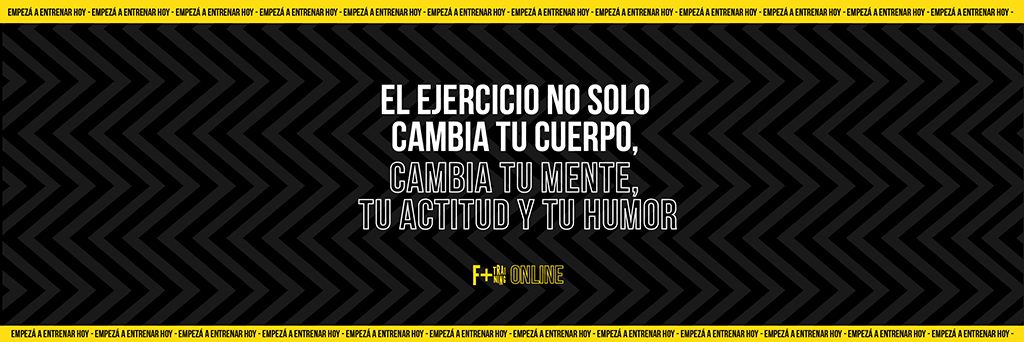 EMPEZÁ A ENTRENAR HOY - EMPEZÁ A ENTRENAR HOY - EMPEZÁ A ENTRENAR HOY - EMPEZÁ A ENTRENAR HOY - EMPEZÁ A ENTRENAR HOY - EMPEZÁ A ENTRENAR HOY - EMPEZÁ A ENTRENAR HOY - EMPEZÁ A ENTRENAR HOY - EMPEZÁ A ENTRENAR HOY - EMPEZÁ A ENTRENAR HOY - EMPEZÁ A ENTRENAR HOY - EMPEZÁ A ENTRENAR HOY -
EL EJERCICIO NO SOLO
CAMBIA TU CUERPO,
CAMBIA TU MENTE,
TU ACTITUD Y TU HUMOR
F+ TRAINING ONLINE
EMPEZÁ A ENTRENAR HOY - EMPEZÁ A ENTRENAR HOY - EMPEZÁ A ENTRENAR HOY - EMPEZÁ A ENTRENAR HOY - EMPEZÁ A ENTRENAR HOY - EMPEZÁ A ENTRENAR HOY - EMPEZÁ A ENTRENAR HOY - EMPEZÁ A ENTRENAR HOY - EMPEZÁ A ENTRENAR HOY - EMPEZÁ A ENTRENAR HOY - EMPEZÁ A ENTRENAR HOY - EMPEZÁ A ENTRENAR HOY -